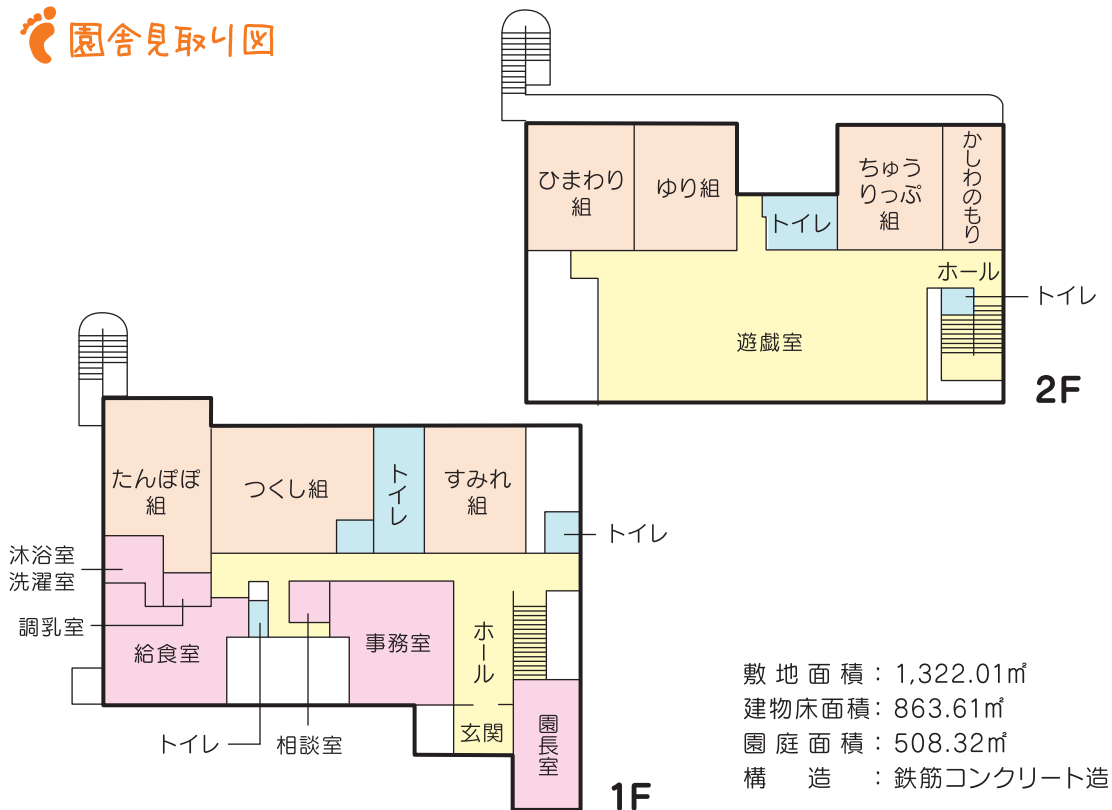 園舎見取り図
ひまわり
組
ゆり組
トイレ
ちゅう
りっぷ
組
かしわのもり
ホール
トイレ
遊戯室
2F
たんぽぽ
組
つくし組
トイレ
すみれ
組
トイレ
沐浴室
洗濯室
調乳室
給食室
事務室
ホール
トイレ
相談室
玄関
園長室
1F
敷地面積：1,322.01㎡
建物床面積：863.61㎡
園庭面積：508.32㎡
構造：鉄筋コンクリート造